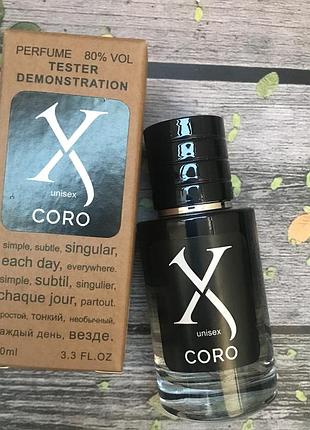 PERFUME 80% VOL
TESTER
DEMONSTRATION
X
unisex
CORO
simple, subtle, singular,
each day, everywhere.
simple, subtil, singulier,
chaque jour, partout.
простой, тонкий, необычный,
каждый день, везде.
0ml 3.3 FL.OZ
X
unisex
CORO